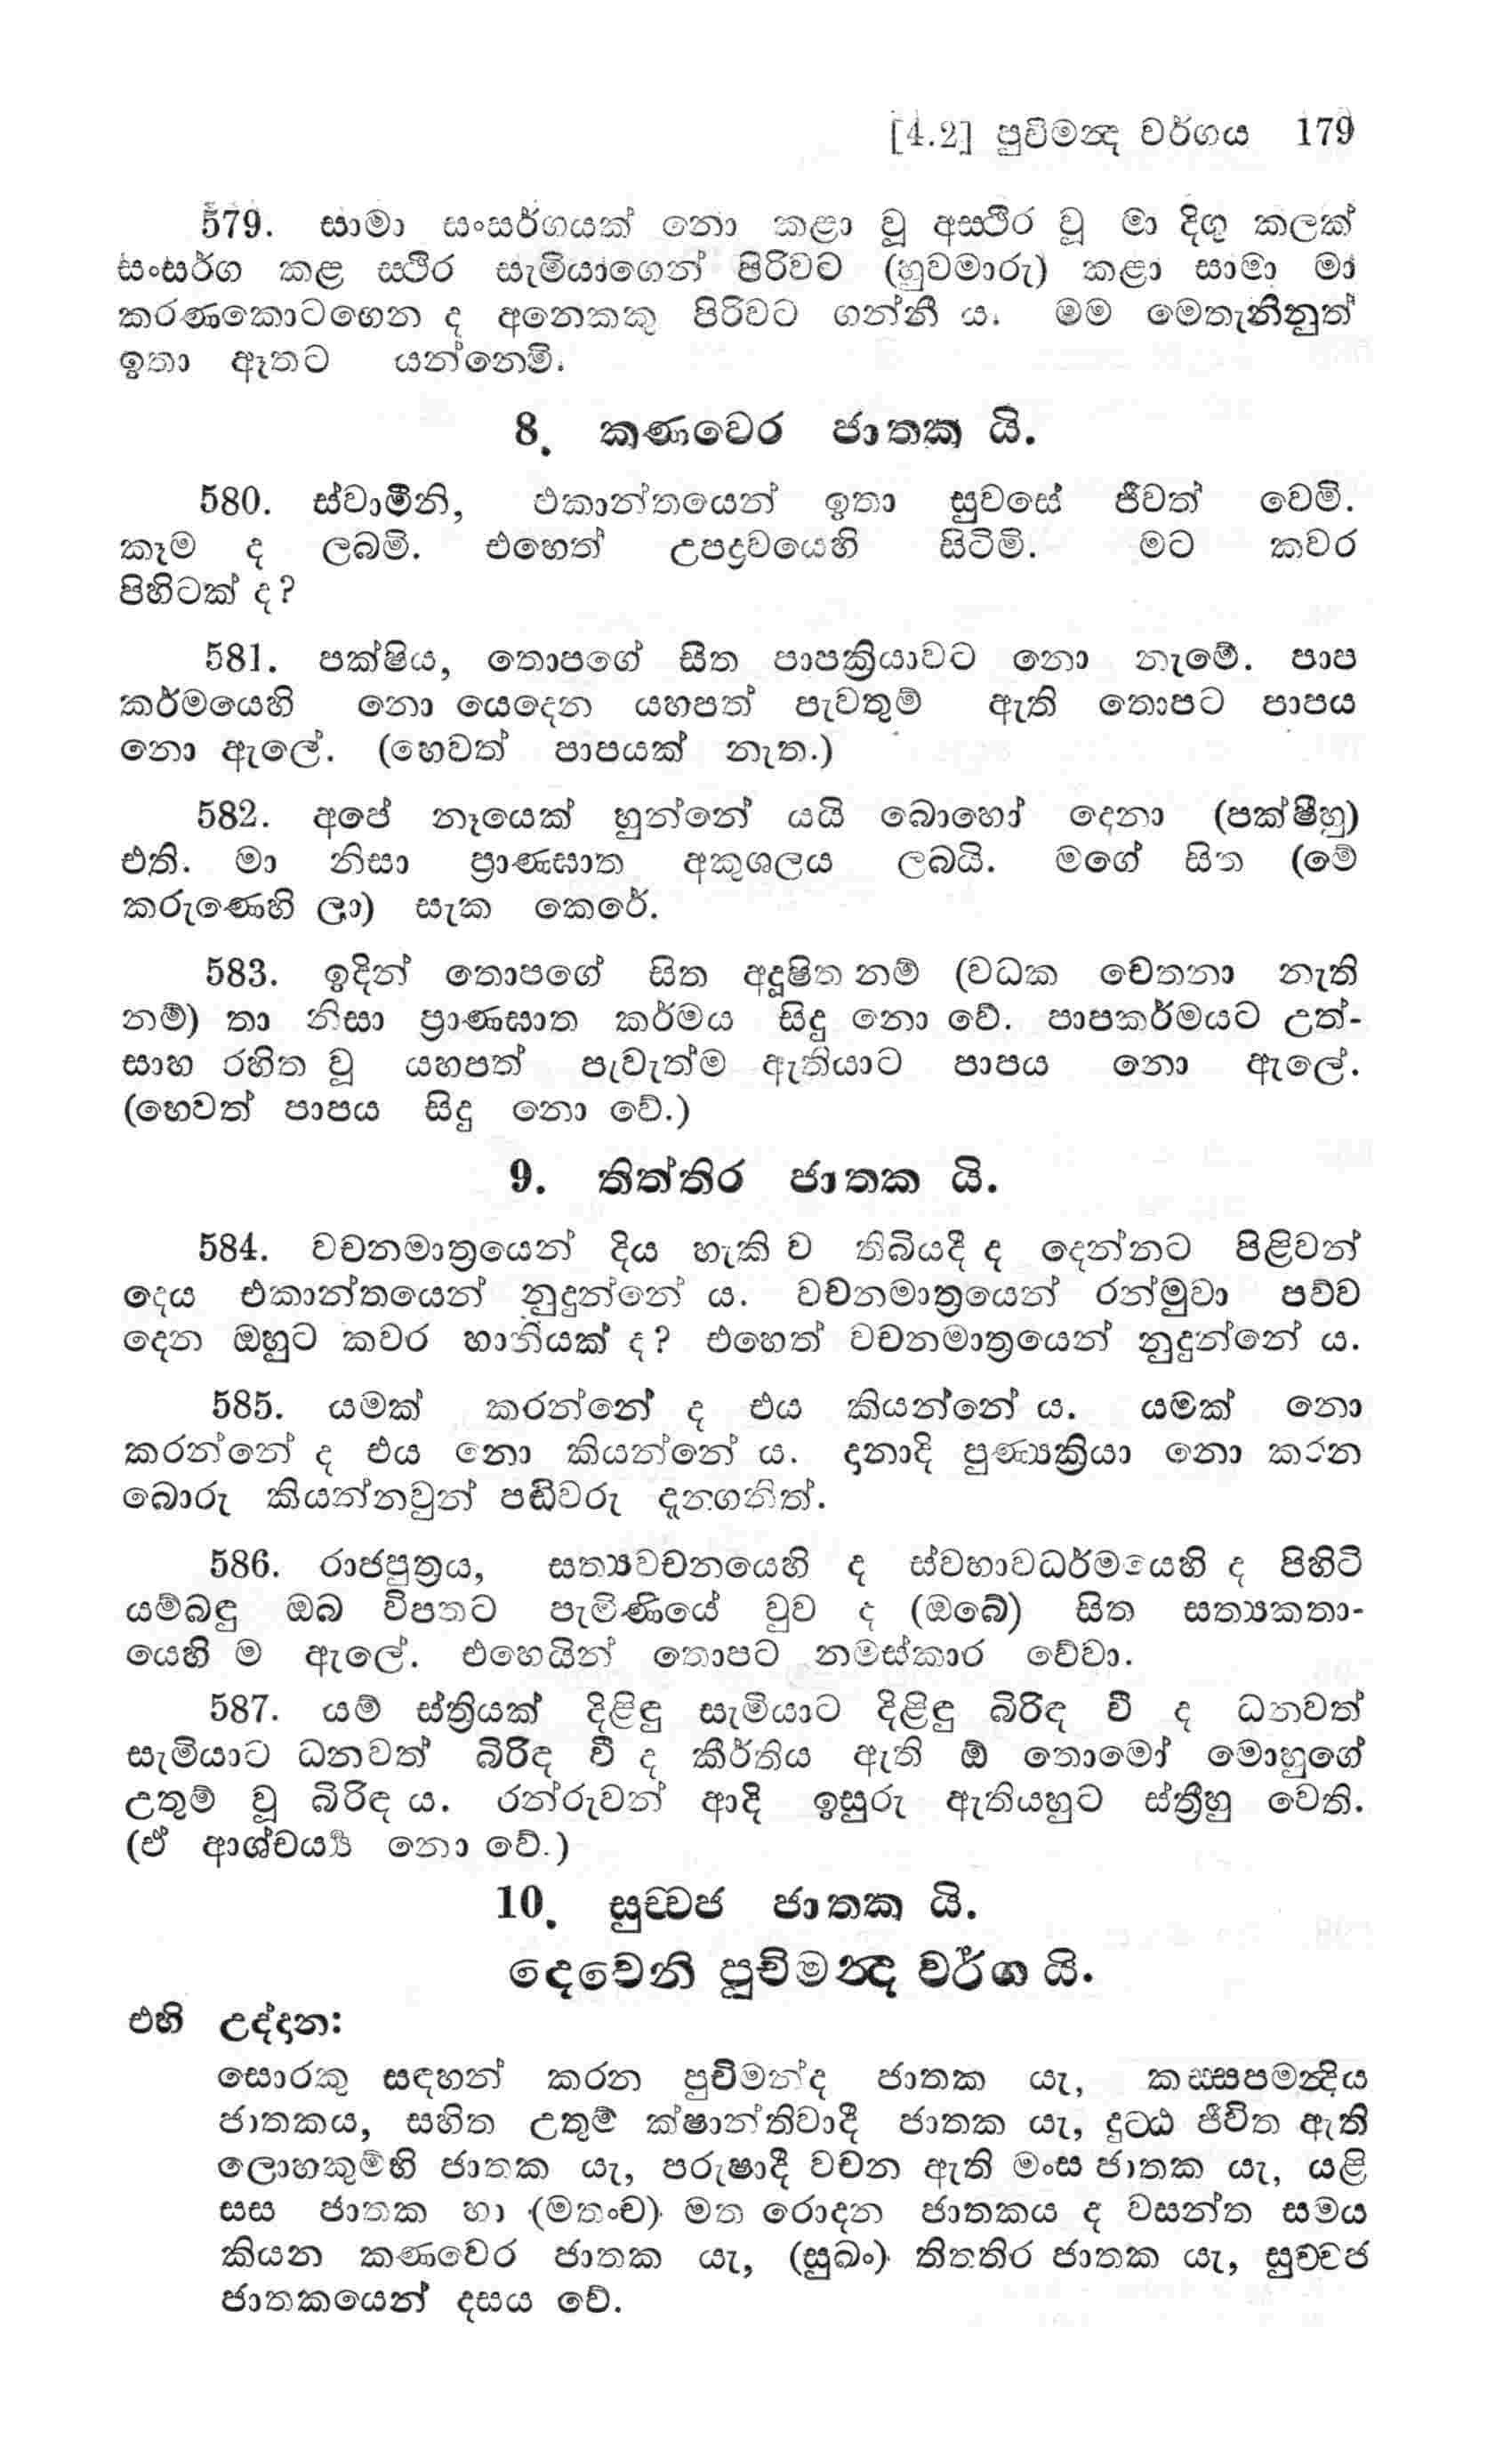 [4.2] පුචිමන්‍ද වර්ගය 179
579. සාමා සංසර්ගයක් නො කළා වූ අස්ථිර වූ මා දිගු කලක්
සංසර්ග කළ ස්ථිර සැමියාගෙන් පිරිවට (හුවමාරු) කළා සාමා මා
කරණකොටගෙන ද අනෙකකු පිරිවට ගන්නී ය. මම මෙතැනිනුත්
ඉතා ඈතට යන්නෙමි.
8. කණවෙර ජාතක යි.
580. ස්වාමීනි, එකාන්තයෙන් ඉතා සුවසේ ජීවත් වෙමි.
කෑම ද ලබමි. එහෙත් උපද්‍රවයෙහි සිටිමි. මට කවර
පිහිටක් ද?
581. පක්ෂිය, තොපගේ සිත පාපක්‍රියාවට නො නැමේ. පාප
කර්මයෙහි නො යෙදෙන යහපත් පැවතුම් ඇති තොපට පාපය
නො ඇලේ. (හෙවත් පාපයක් නැත.)
582. අපේ නෑයෙක් හුන්නේ යයි බොහෝ දෙනා (පක්ෂීහු)
එති. මා නිසා ප්‍රාණඝාත අකුශලය ලබයි. මගේ සිත (මේ
කරුණෙහි ලා) සැක කෙරේ.
583. ඉදින් තොපගේ සිත අදූෂිත නම් (වධක චේතනා නැති
නම්) තා නිසා ප්‍රාණඝාත කර්මය සිදු නො වේ. පාපකර්මයට උත්-
සාහ රහිත වූ යහපත් පැවැත්ම ඇතියාට පාපය නො ඇලේ.
(හෙවත් පාපය සිදු නො වේ.)
9. තිත්තිර ජාතක යි.
584. වචනමාත්‍රයෙන් දිය හැකි ව තිබියදී ද දෙන්නට පිළිවන්
දෙය එකාන්තයෙන් නුදුන්නේ ය. වචනමාත්‍රයෙන් රන්මුවා පව්ව
දෙන ඔහුට කවර හානියක් ද? එහෙත් වචනමාත්‍රයෙන් නුදුන්නේ ය.
585. යමක් කරන්නේ ද එය කියන්නේ ය. යමක් නො
කරන්නේ ද එය නො කියන්නේ ය. දානාදි පුණ්‍යක්‍රියා නො කරන
බොරු කියන්නවුන් පඬිවරු දැනගනිත්.
586. රාජපුත්‍රය, සත්‍යවචනයෙහි ද ස්වභාවධර්මයෙහි ද පිහිටි
යම්බඳු ඔබ විපතට පැමිණියේ වුව ද (ඔබේ) සිත සත්‍යකතා-
යෙහි ම ඇලේ. එහෙයින් තොපට නමස්කාර වේවා.
587. යම් ස්ත්‍රියක් දිළිඳු සැමියාට දිළිඳු බිරිඳ වී ද ධනවත්
සැමියාට ධනවත් බිරිඳ වී ද කීර්තිය ඇති ඕ තොමෝ මොහුගේ
උතුම් වූ බිරිඳ ය. රන්රුවන් ආදි ඉසුරු ඇතියහුට ස්ත්‍රීහු වෙති.
(ඒ ආශ්චර්‍ය්‍ය නො වේ.)
10. සුච්චජ ජාතක යි.
දෙවෙනි පුචිමන්‍ද වර්ග යි.
එහි උද්දාන:
සොරකු සඳහන් කරන පුචිමන්ද ජාතක යැ, කස්සපමන්‍දිය
ජාතකය, සහිත උතුම් ක්ෂාන්තිවාදී ජාතක යැ, දුට්ඨ ජීවිත ඇති
ලොහකුම්භි ජාතක යැ, පරුෂාදී වචන ඇති මංස ජාතක යැ, යළි
සස ජාතක හා (මතංච) මත රොදන ජාතකය ද වසන්ත සමය
කියන කණවෙර ජාතක යැ, (සුඛං) තිතතිර ජාතක යැ, සුච්චජ
ජාතකයෙන් දසය වේ.